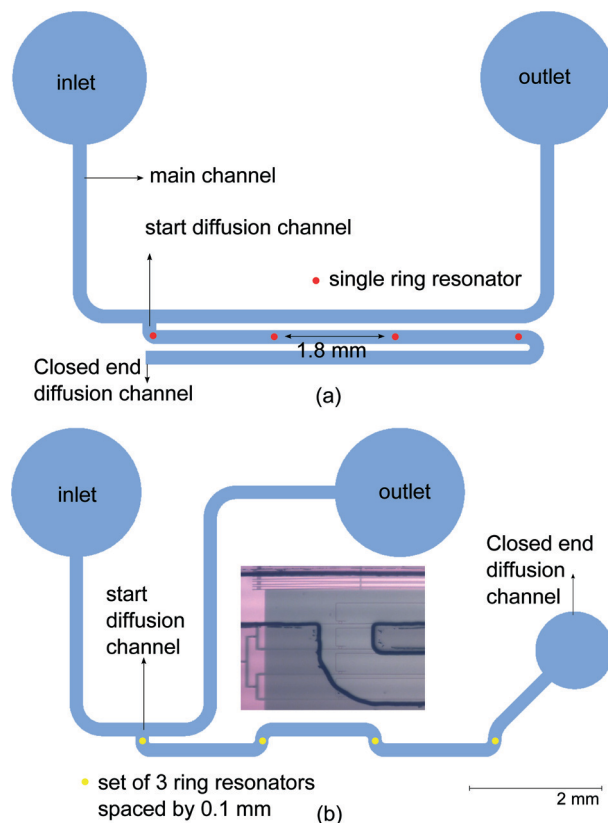 inlet
outlet
main channel
start diffusion channel
single ring resonator
1.8 mm
Closed end
diffusion channel
(a)
inlet
outlet
Closed end
diffusion
channel
start
diffusion
channel
set of 3 ring resonators
spaced by 0.1 mm
(b)
2 mm